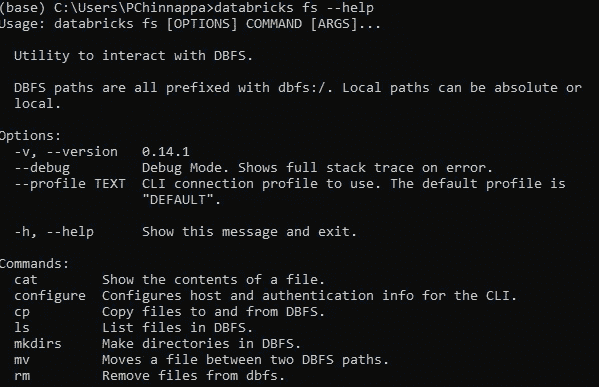 (base) C:\Users\PChinnappa>databricks fs --help
Usage: databricks fs [OPTIONS] COMMAND [ARGS]...
Utility to interact with DBFS.
DBFS paths are all prefixed with dbfs:/. Local paths can be absolute or
local.
Options:
-v, --version   0.14.1
--debug         Debug Mode. Shows full stack trace on error.
--profile TEXT  CLI connection profile to use. The default profile is
"DEFAULT".
-h, --help      Show this message and exit.
Commands:
cat        Show the contents of a file.
configure  Configures host and authentication info for the CLI.
cp         Copy files to and from DBFS.
ls         List files in DBFS.
mkdirs     Make directories in DBFS.
mv         Moves a file between two DBFS paths.
rm         Remove files from dbfs.